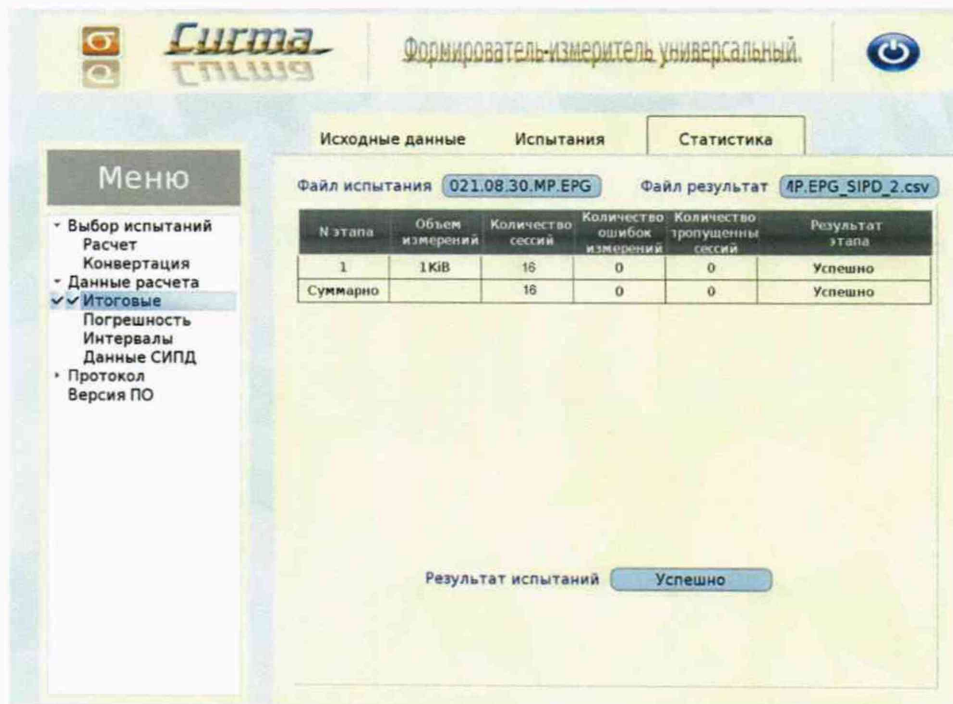 Сигма
Формирователь-измеритель универсальный.
Исходные данные Испытания Статистика
Меню
Файл испытания 021.08.30.MP.EPG Файл результат MP.EPG_SIPD_2.csv
Выбор испытаний
Расчет
Конвертация
Данные расчета
Итоговые
Погрешность
Интервалы
Данные СИПД
Протокол
Версия ПО
N этапа Объем измерений Количество сессий Количество ошибок измерений Количество пропущенны сессий Результат этапа
1 1KiB 16 0 0 Успешно
Суммарно 16 0 0 Успешно
Результат испытаний Успешно